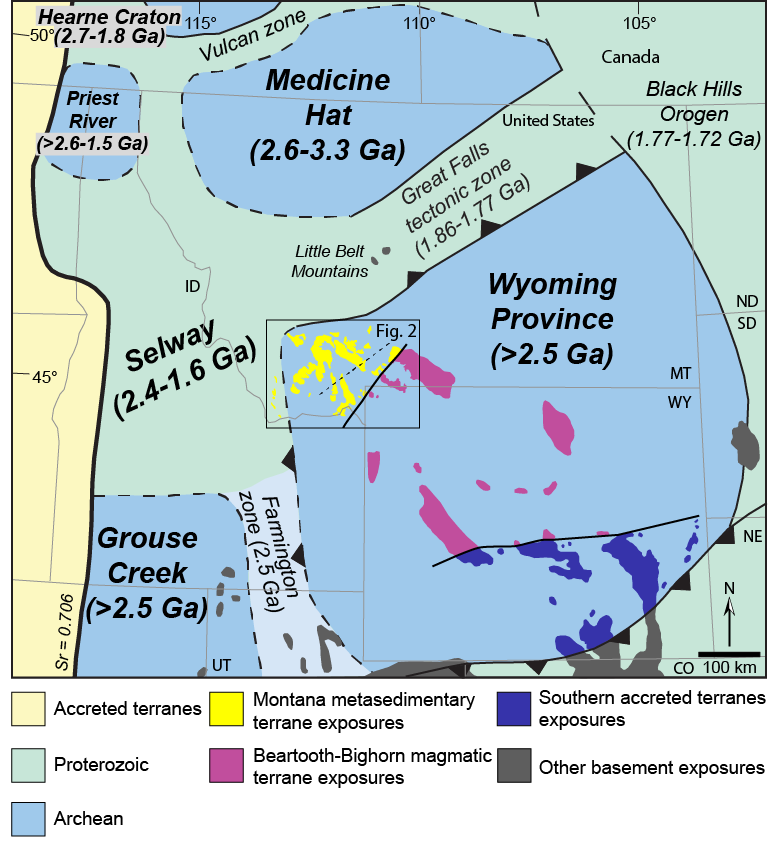 Hearne Craton
(2.7-1.8 Ga)
115°
110°
105°
50°
Vulcan zone
Canada
Medicine
Hat
(2.6-3.3 Ga)
Priest
River
(>2.6-1.5 Ga)
Black Hills
Orogen
(1.77-1.72 Ga)
United States
Great Falls
tectonic zone
(1.86-1.77 Ga)
Little Belt
Mountains
ID
Wyoming
Province
(>2.5 Ga)
ND
SD
Fig. 2
Selway
(2.4-1.6 Ga)
45°
MT
WY
Farmington
zone (2.5 Ga)
Grouse
Creek
(>2.5 Ga)
NE
N
Sr = 0.706
UT
CO
100 km
Accreted terranes
Montana metasedimentary
terrane exposures
Southern accreted terranes
exposures
Proterozoic
Beartooth-Bighorn magmatic
terrane exposures
Other basement exposures
Archean